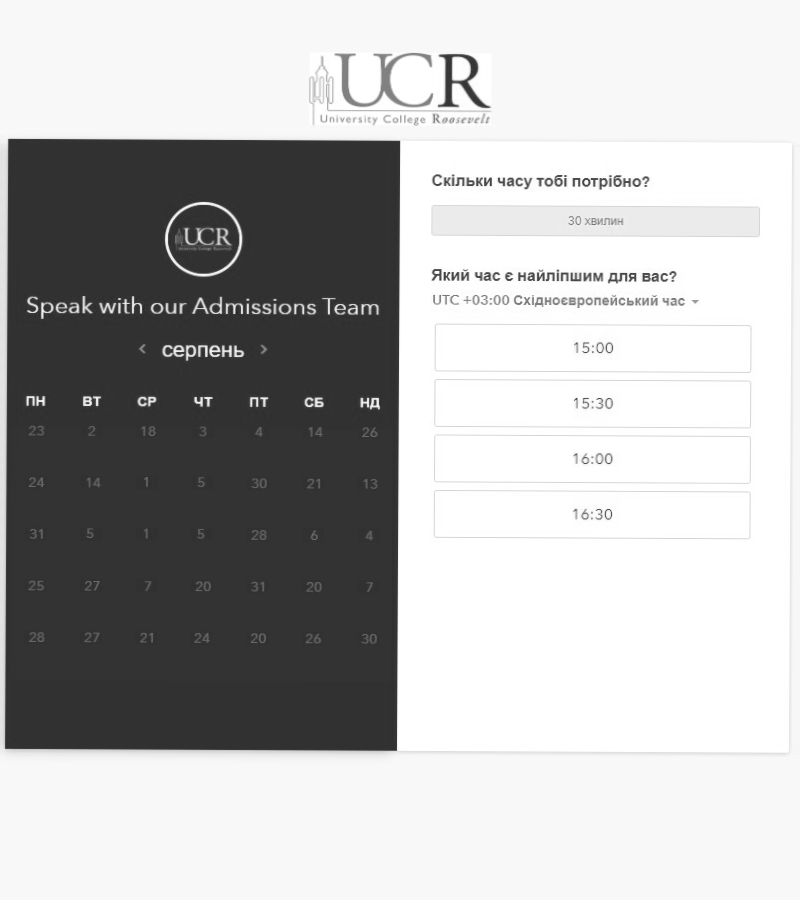 UCR
University College Roosevelt
UCR
Speak with our Admissions Team
серпень
ПН ВТ СР ЧТ ПТ СБ НД
23 2 18 3 4 14 26
24 14 1 5 30 21 13
31 5 1 5 28 6 4
25 27 7 20 31 20 7
28 27 21 24 20 26 30
Скільки часу тобі потрібно?
30 хвилин
Який час є найліпшим для вас?
UTC +03:00 Східноєвропейський час
15:00
15:30
16:00
16:30